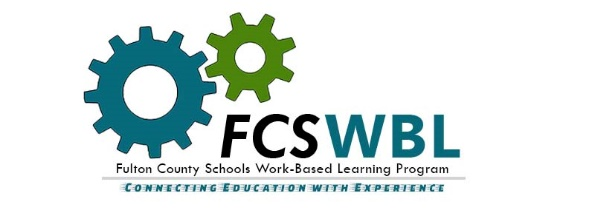 FCSWBL
Fulton County Schools Work-Based Learning Program
Connecting Education with Experience